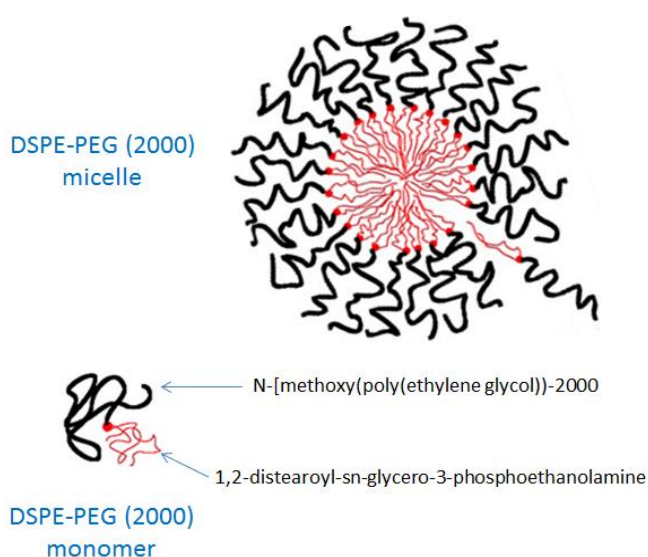 DSPE-PEG (2000)
micelle
N-[methoxy(poly(ethylene glycol))-2000
1,2-distearoyl-sn-glycero-3-phosphoethanolamine
DSPE-PEG (2000)
monomer